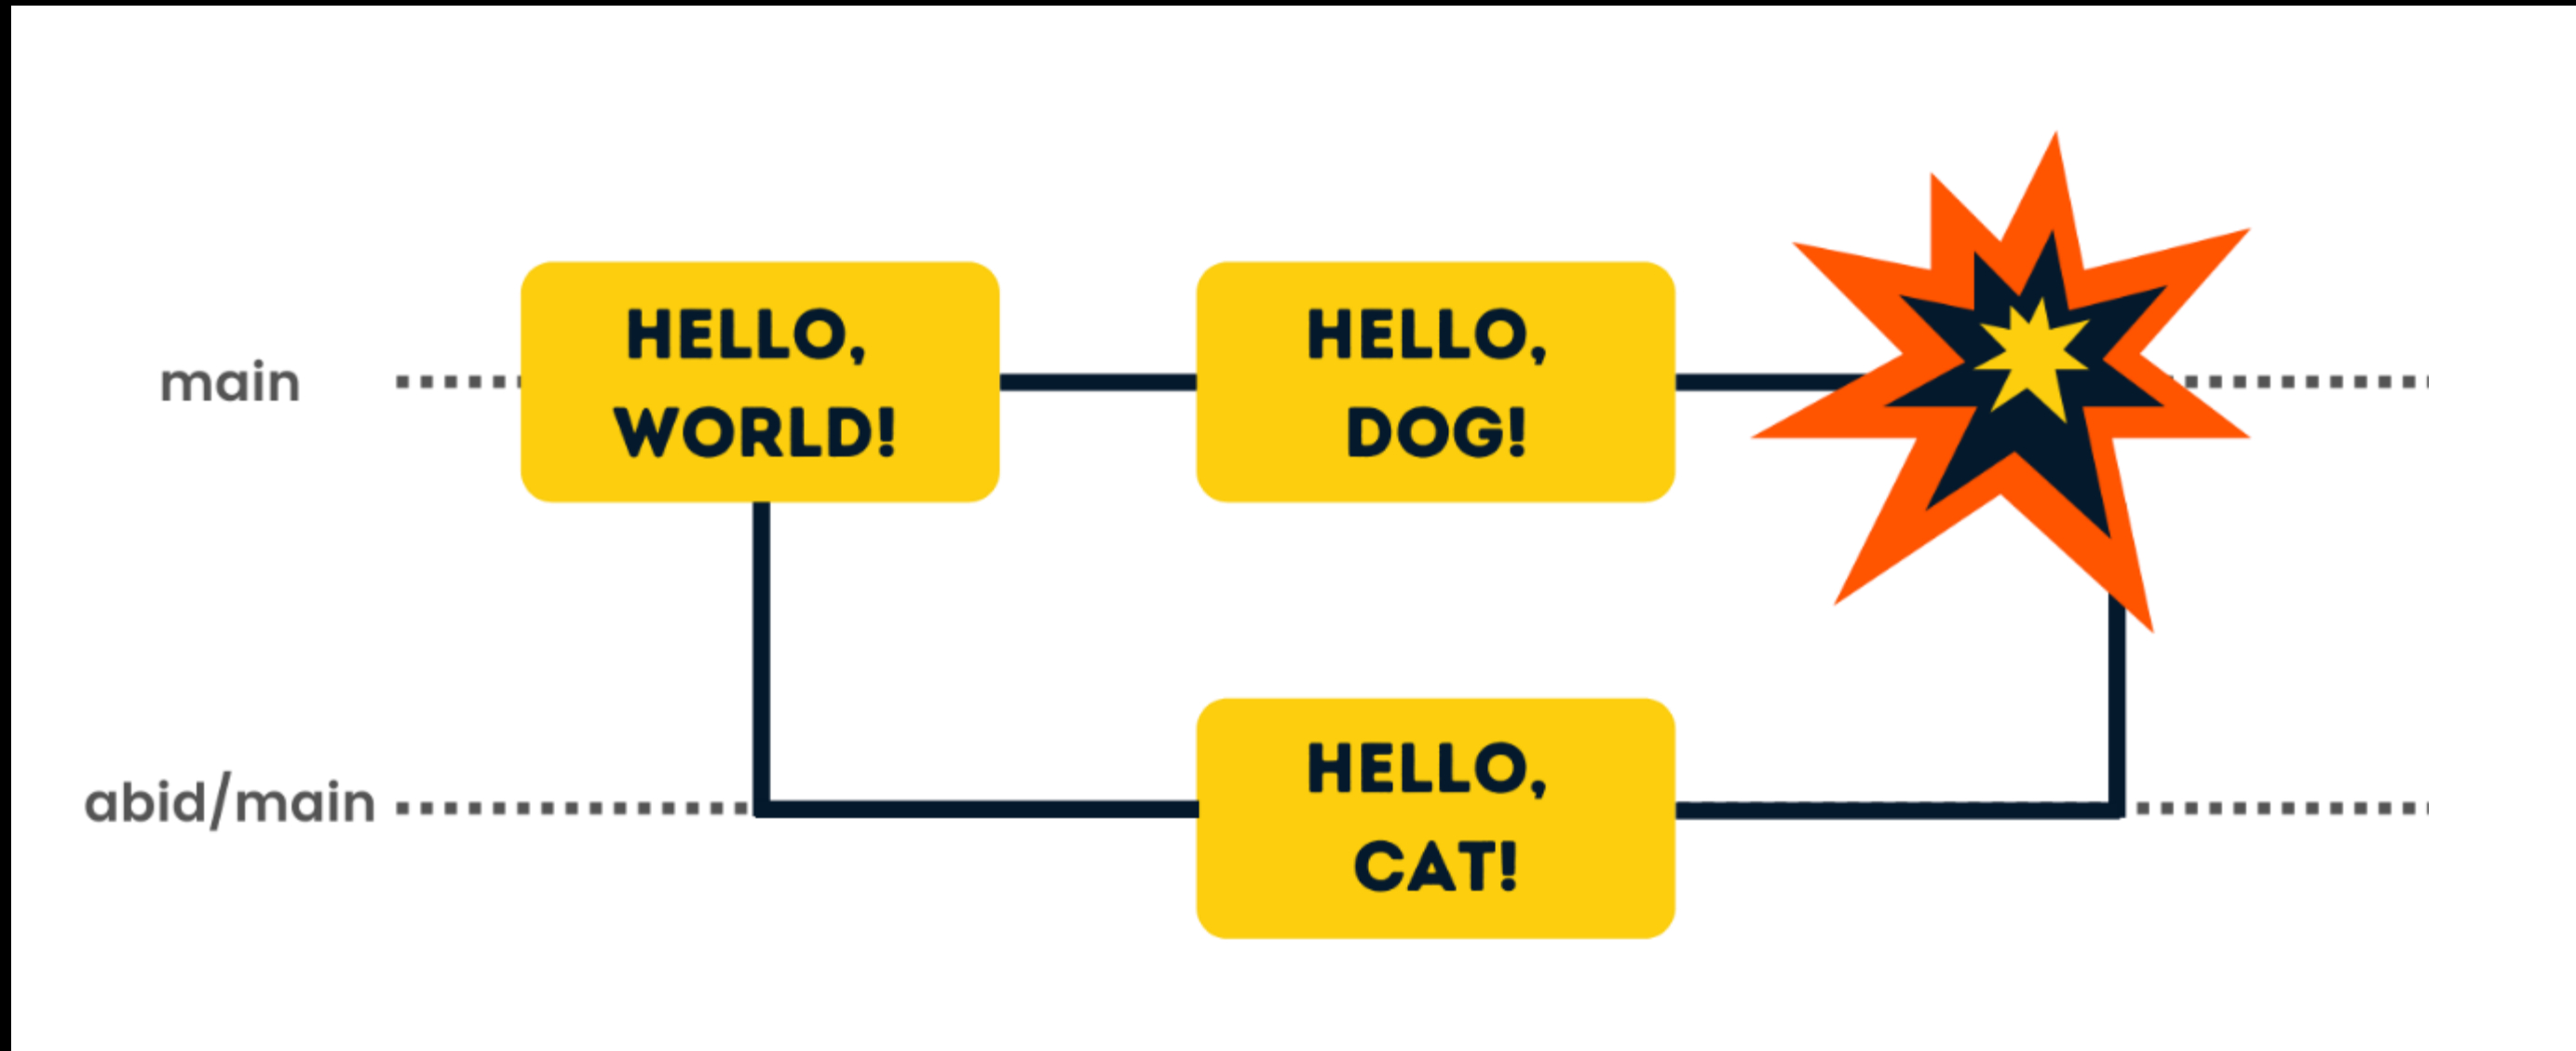 main
HELLO,
WORLD!
HELLO,
DOG!
abid/main
HELLO,
CAT!